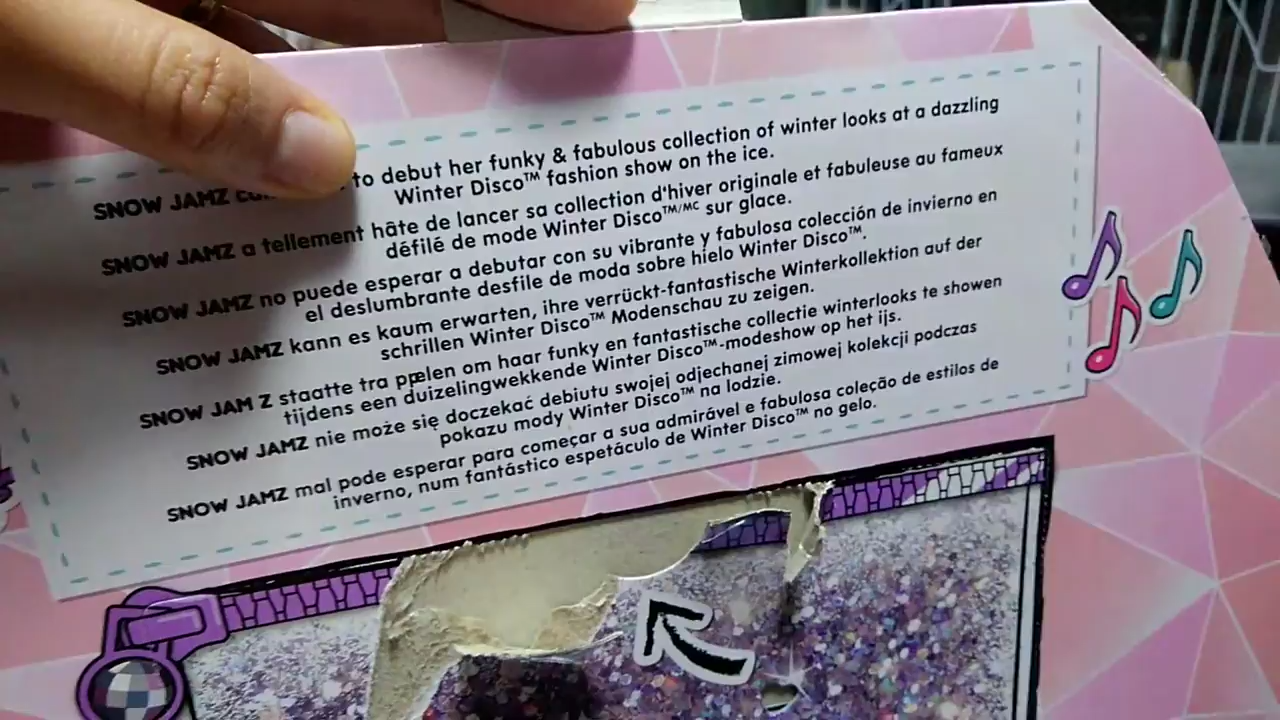 SNOW JAMZ to debut her funky & fabulous collection of winter looks at a dazzling
Winter Disco™ fashion show on the ice.
SNOW JAMZ a tellement hâte de lancer sa collection d'hiver originale et fabuleuse au fameux
défilé de mode Winter Disco™/MC sur glace.
SNOW JAMZ no puede esperar a debutar con su vibrante y fabulosa colección de invierno en
el deslumbrante desfile de moda sobre hielo Winter Disco™.
SNOW JAMZ kann es kaum erwarten, ihre verrückt-fantastische Winterkollektion auf der
schrillen Winter Disco™ Modenschau zu zeigen.
SNOW JAM Z staatte tra ppelen om haar funky en fantastische collectie winterlooks te showen
tijdens een duizelingwekkende Winter Disco™-modeshow op het ijs.
SNOW JAMZ nie może się doczekać debiutu swojej odjechanej zimowej kolekcji podczas
pokazu mody Winter Disco™ na lodzie.
SNOW JAMZ mal pode esperar para começar a sua admirável e fabulosa coleção de estilos de
inverno, num fantástico espetáculo de Winter Disco™ no gelo.